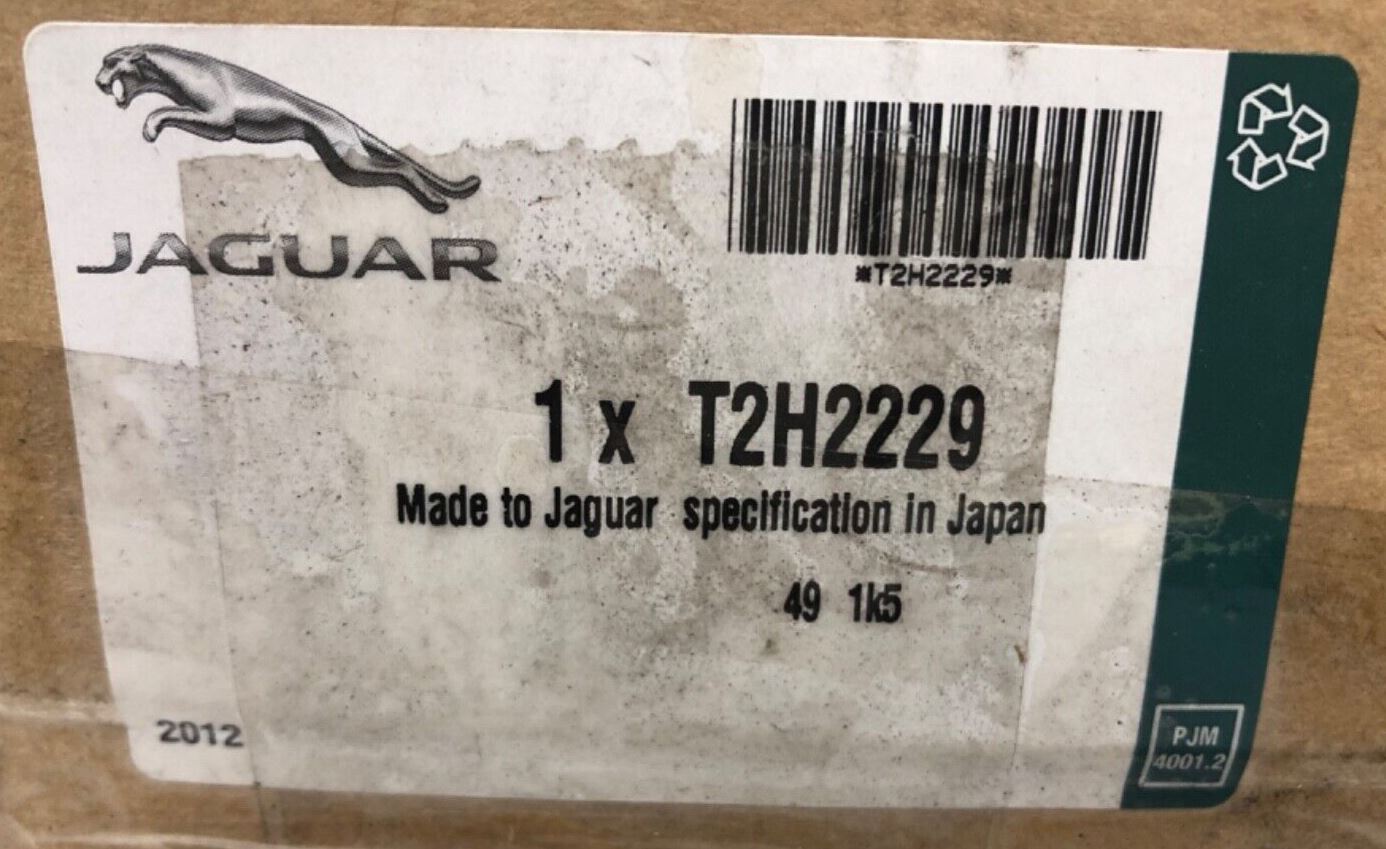 JAGUAR
*T2H2229*
1 x T2H2229
Made to Jaguar specification in Japan
49 1k5
2012
PJM
4001.2